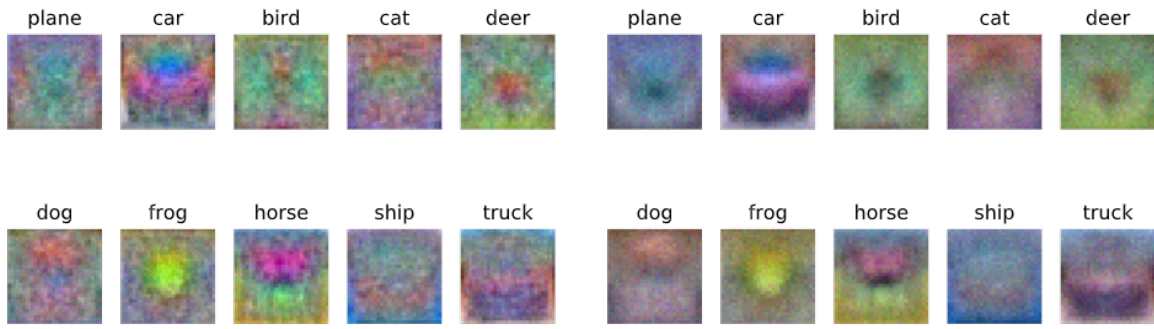 plane car bird cat deer plane car bird cat deer
dog frog horse ship truck dog frog horse ship truck